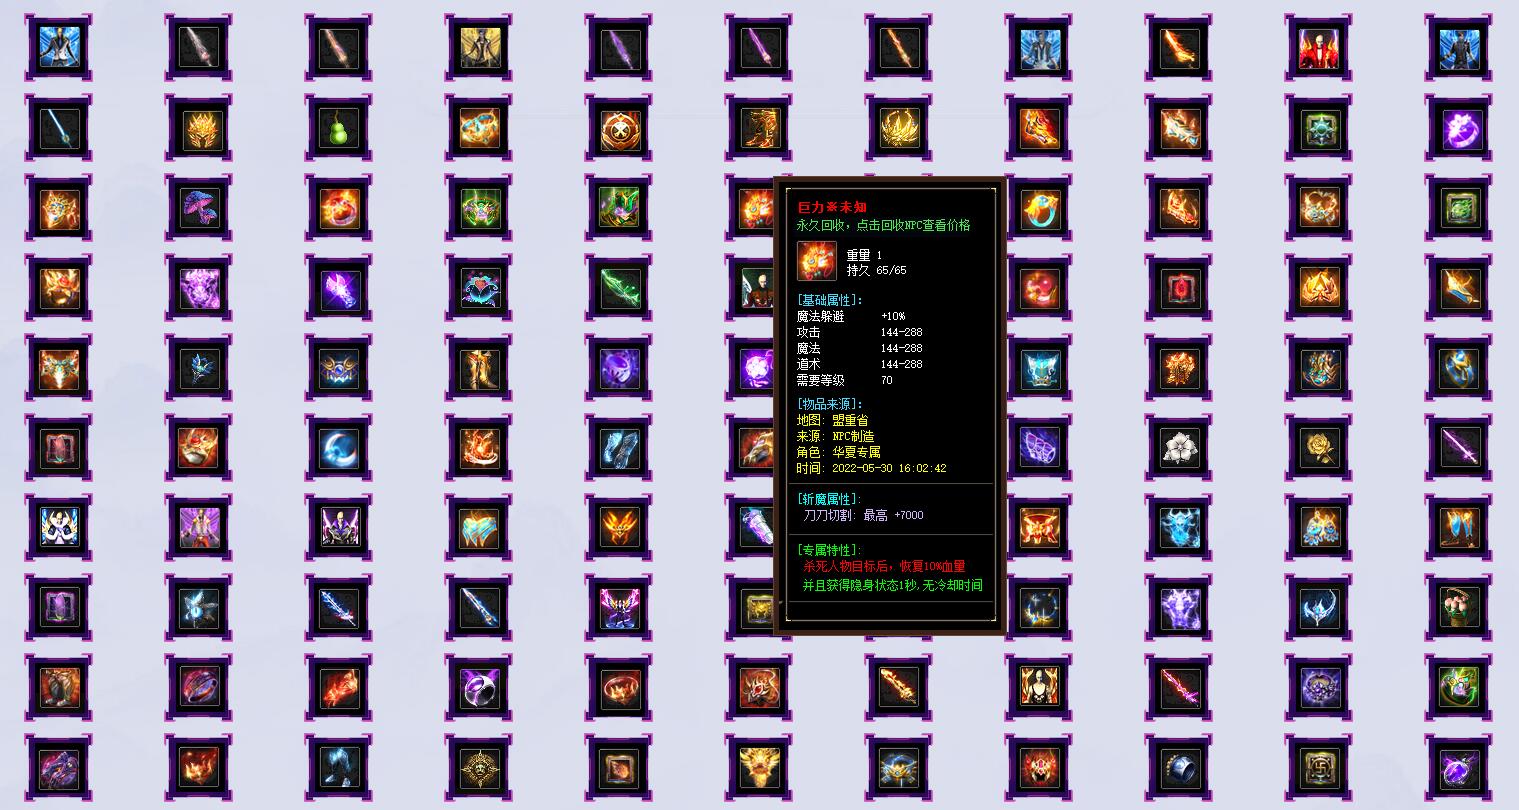 巨力※未知
永久回收，点击回收NPC查看价格
重量 1
持久 65/65
[基础属性]:
魔法躲避 +10%
攻击 144-288
魔法 144-288
道术 144-288
需要等级 70
[物品来源]:
地图: 盟重省
来源: NPC制造
角色: 华夏专属
时间: 2022-05-30 16:02:42
[斩魔属性]:
刀刀切割: 最高 +7000
[专属特性]:
杀死人物目标后, 恢复10%血量
并且获得隐身状态1秒,无冷却时间